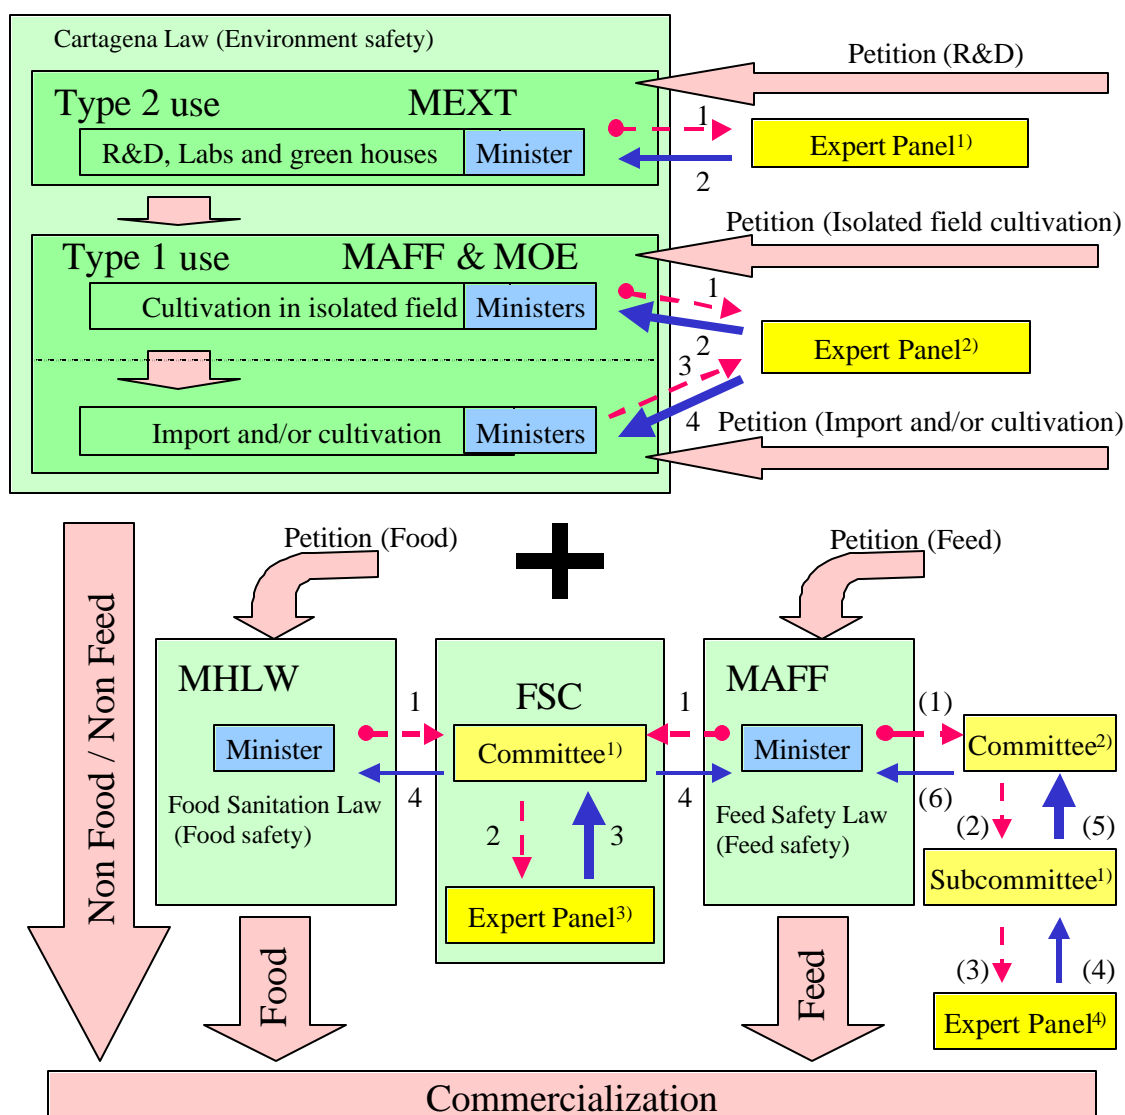 Cartagena Law (Environment safety)
Petition (R&D)
Type 2 use MEXT
1
R&D, Labs and green houses Minister
Expert Panel1)
2
Petition (Isolated field cultivation)
Type 1 use MAFF & MOE
1
Cultivation in isolated field Ministers
2
Expert Panel2)
3
4 Petition (Import and/or cultivation)
Import and/or cultivation Ministers
Petition (Food)
Petition (Feed)
Non Food / Non Feed
MHLW
1
Minister
4
Food Sanitation Law
(Food safety)
FSC
Committee1)
2 3
Expert Panel3)
MAFF
1
Minister
4
Feed Safety Law
(Feed safety)
(1)
Committee2)
(6)
(2) (5)
Subcommittee1)
(3) (4)
Expert Panel4)
Food
Feed
Commercialization